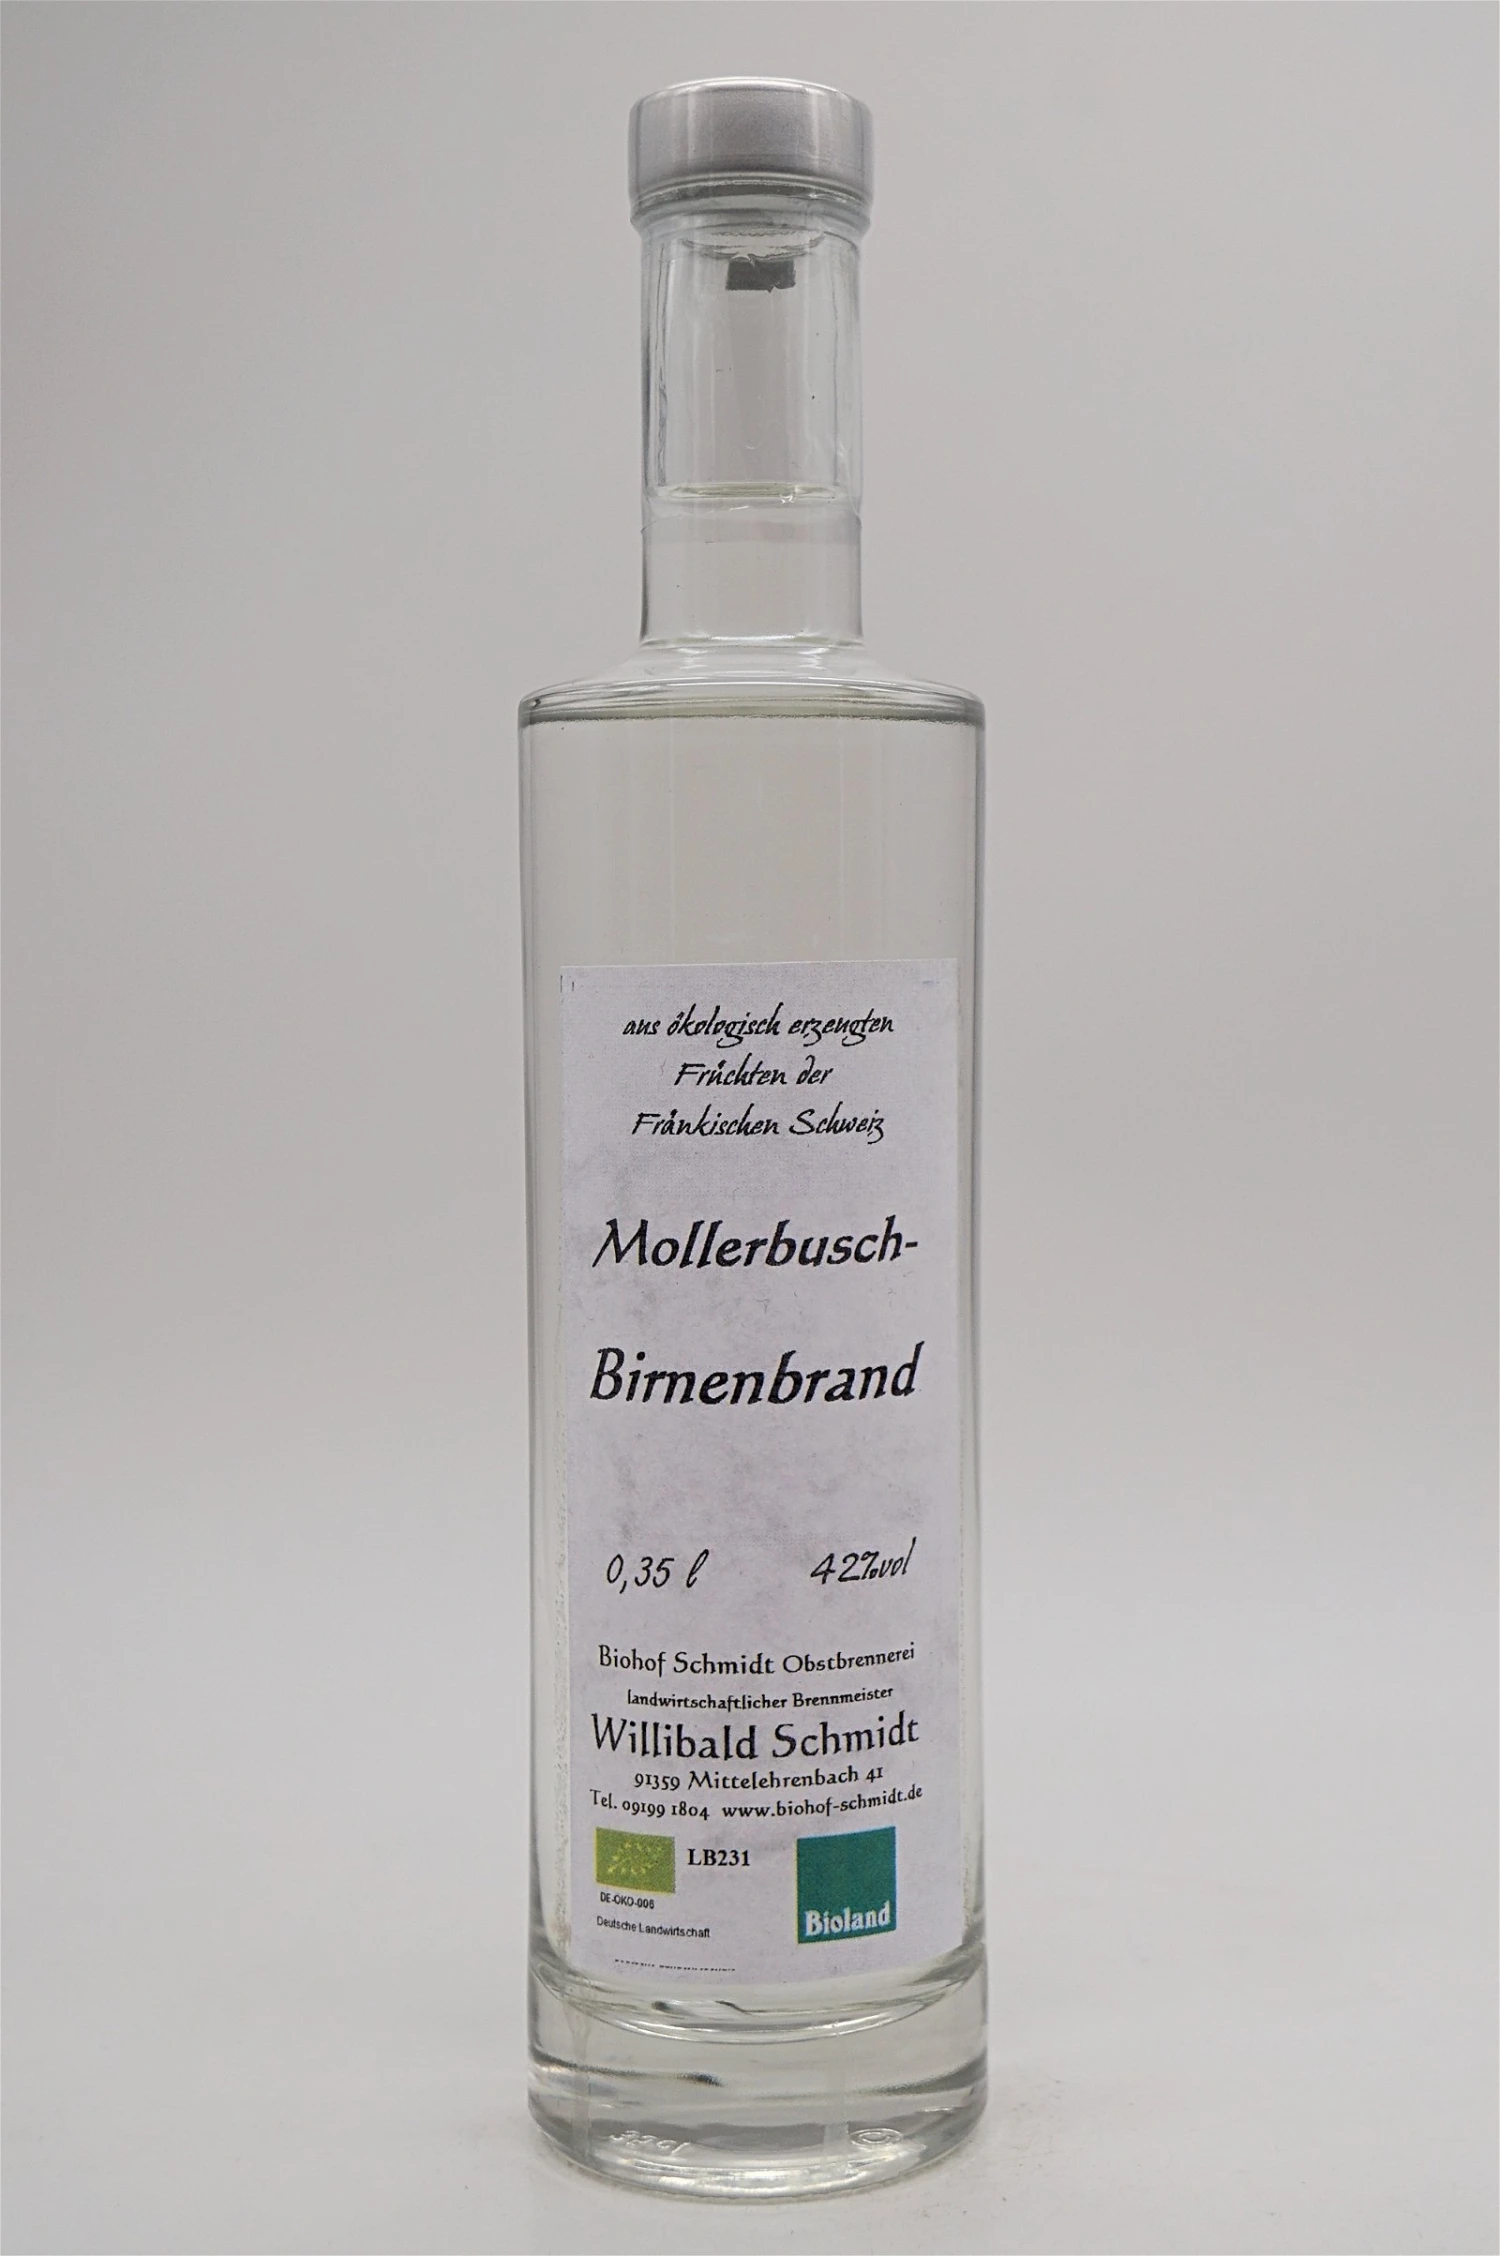 aus ökologisch erzeugten
Früchten der
Fränkischen Schweiz
Mollerbusch-
Birnenbrand
0,35 l 42%vol
Biohof Schmidt Obstbrennerei
landwirtschaftlicher Brennmeister
Willibald Schmidt
91359 Mittelehrenbach 41
Tel. 09199 1804 www.biohof-schmidt.de
LB231
DE-ÖKO-006
Deutsche Landwirtschaft
Bioland